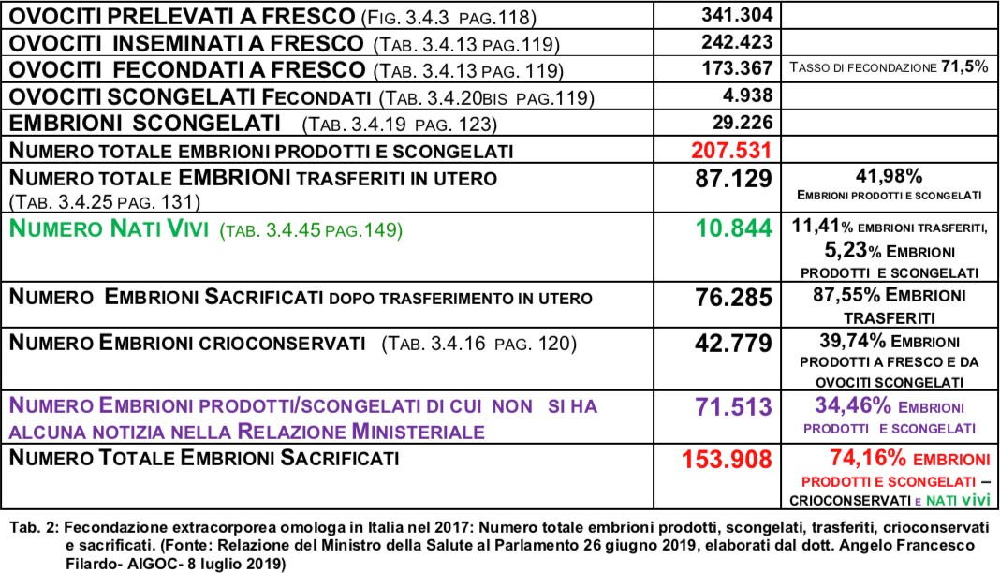 OVOCITI PRELEVATI A FRESCO (FIG. 3.4.3 PAG.118) 341.304
OVOCITI INSEMINATI A FRESCO (TAB. 3.4.13 PAG.119) 242.423
OVOCITI FECONDATI A FRESCO (TAB. 3.4.13 PAG. 119) 173.367 TASSO DI FECONDAZIONE 71,5%
OVOCITI SCONGELATI FECONDATI (TAB. 3.4.20BIS PAG.119) 4.938
EMBRIONI SCONGELATI (TAB. 3.4.19 PAG. 123) 29.226
NUMERO TOTALE EMBRIONI PRODOTTI E SCONGELATI 207.531
NUMERO TOTALE EMBRIONI TRASFERITI IN UTERO 87.129 41,98%
(TAB. 3.4.25 PAG. 131) EMBRIONI PRODOTTI E SCONGELATI
NUMERO NATI VIVI (TAB. 3.4.45 PAG.149) 10.844 11,41% EMBRIONI TRASFERITI,
5,23% EMBRIONI
PRODOTTI E SCONGELATI
NUMERO EMBRIONI SACRIFICATI DOPO TRASFERIMENTO IN UTERO 76.285 87,55% EMBRIONI
TRASFERITI
NUMERO EMBRIONI CRIOCONSERVATI (TAB. 3.4.16 PAG. 120) 42.779 39,74% EMBRIONI
PRODOTTI A FRESCO E DA
OVOCITI SCONGELATI
NUMERO EMBRIONI PRODOTTI/SCONGELATI DI CUI NON SI HA 71.513 34,46% EMBRIONI
ALCUNA NOTIZIA NELLA RELAZIONE MINISTERIALE PRODOTTI E SCONGELATI
NUMERO TOTALE EMBRIONI SACRIFICATI 153.908 74,16% EMBRIONI
PRODOTTI E SCONGELATI –
CRIOCONSERVATI E NATI vivi
Tab. 2: Fecondazione extracorporea omologa in Italia nel 2017: Numero totale embrioni prodotti, scongelati, trasferiti, crioconservati
e sacrificati. (Fonte: Relazione del Ministro della Salute al Parlamento 26 giugno 2019, elaborati dal dott. Angelo Francesco
Filardo- AIGOC- 8 luglio 2019)